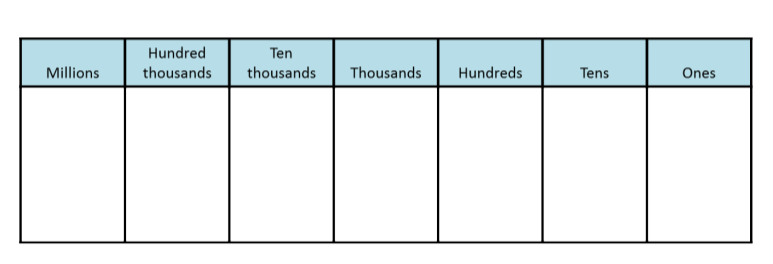 Millions
Hundred
thousands
Ten
thousands
Thousands
Hundreds
Tens
Ones